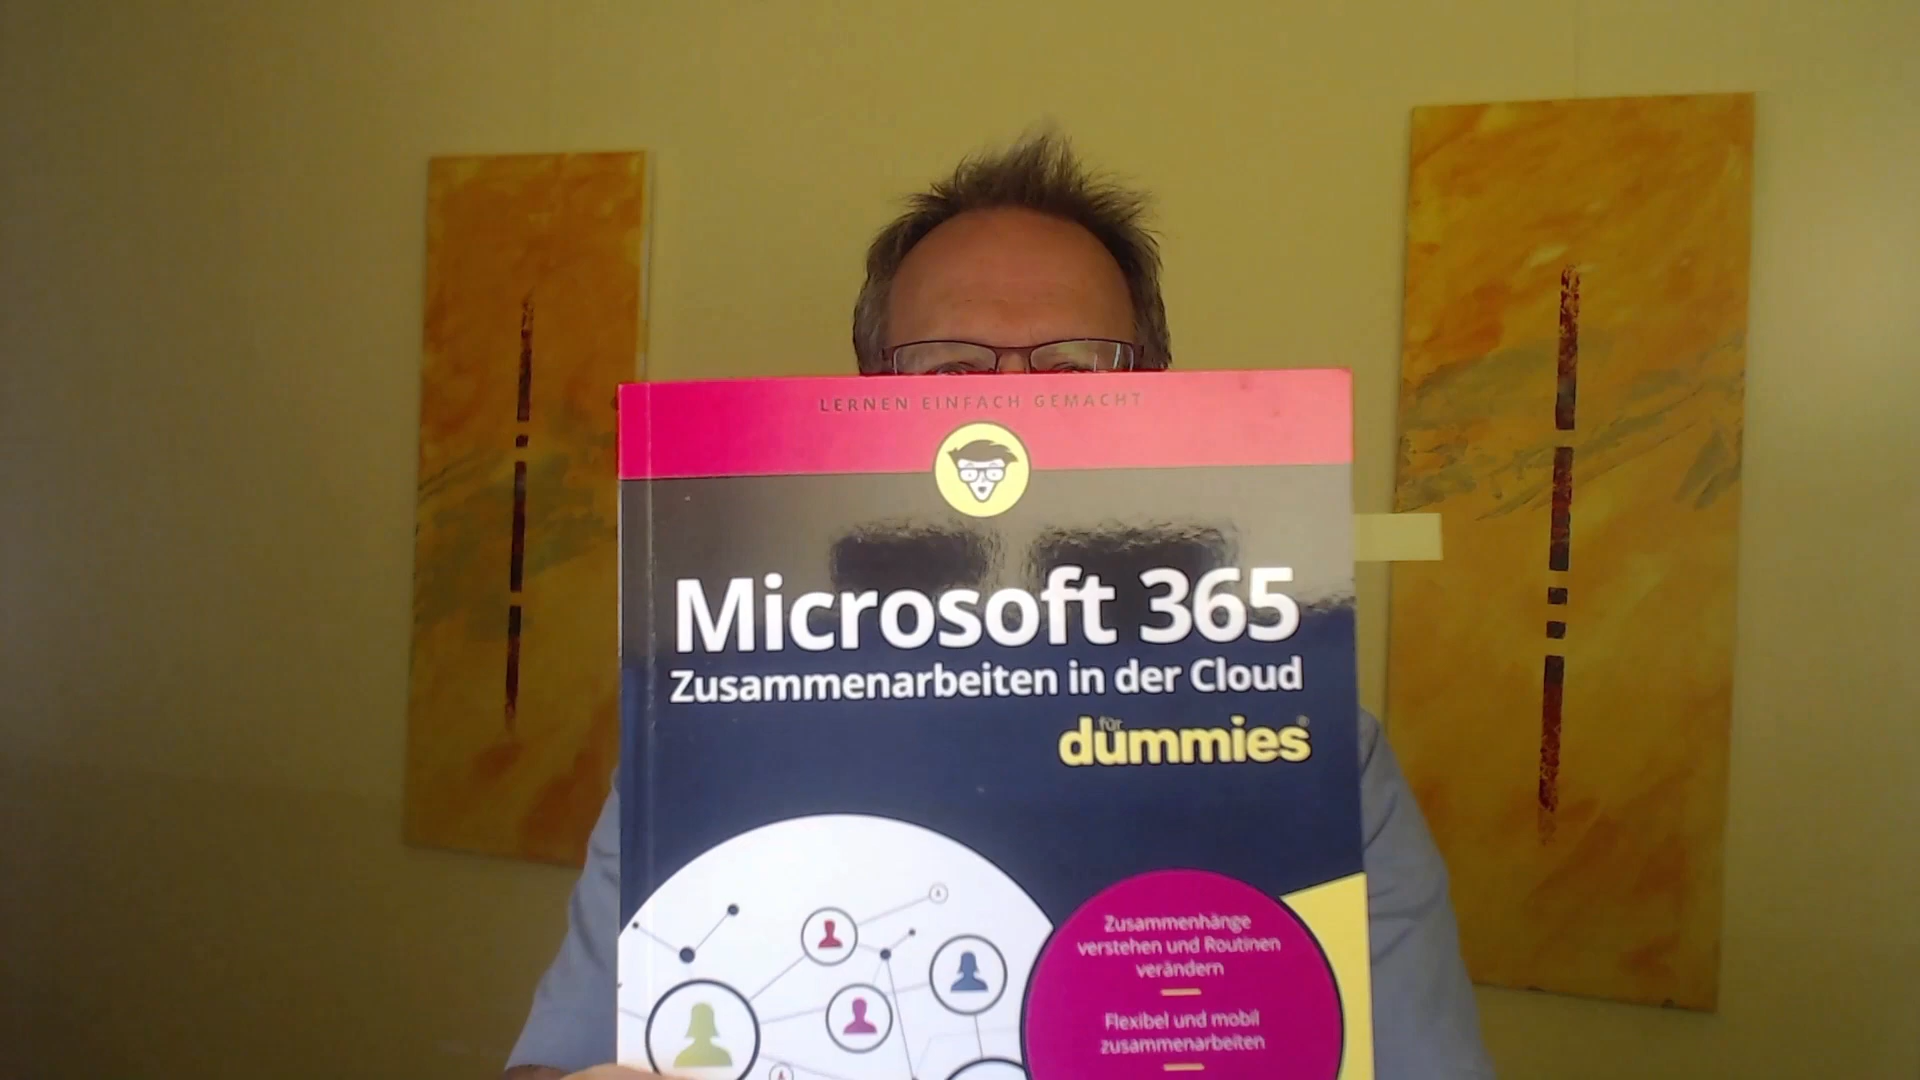 LERNEN EINFACH GEMACHT
Microsoft 365
Zusammenarbeiten in der Cloud
für
dummies®
Zusammenhänge
verstehen und Routinen
verändern
Flexibel und mobil
zusammenarbeiten